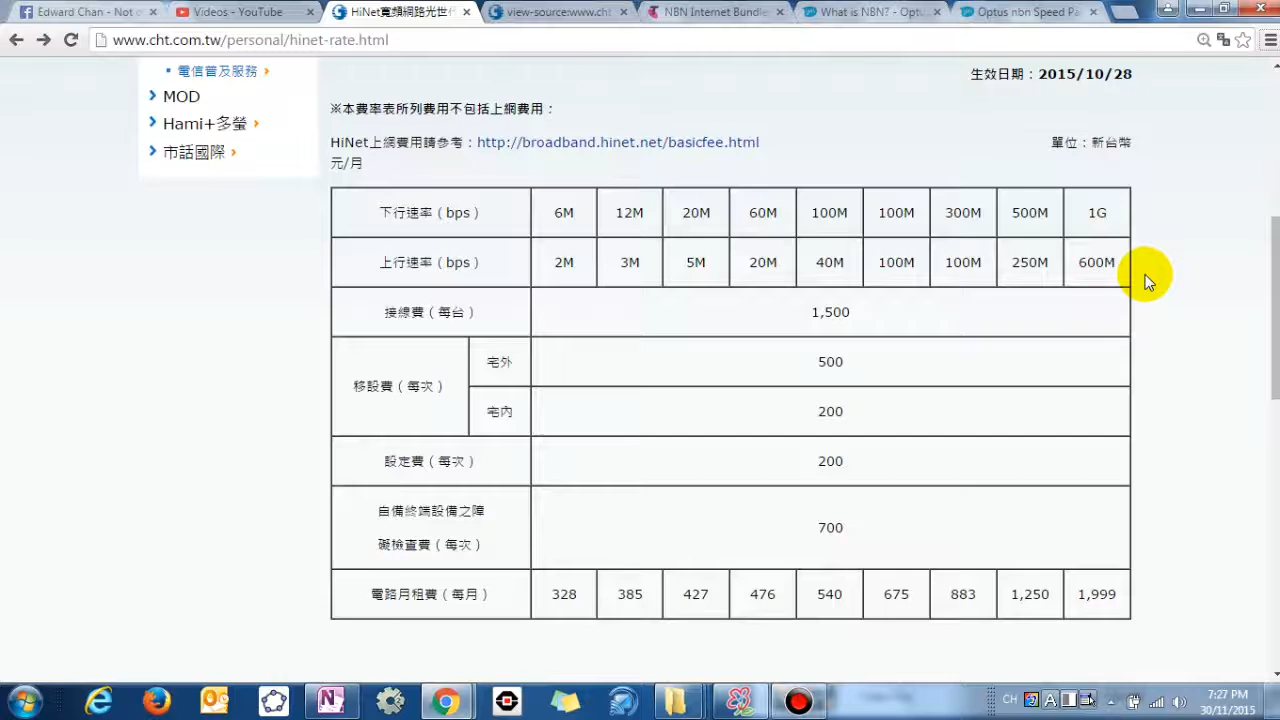 Edward Chan - Not
Videos - YouTube
HiNet寬頻網路光世
view-source:www.cht
NBN Internet Bundle
What is NBN? - Optu
Optus nbn Speed Pa
www.cht.com.tw/personal/hinet-rate.html
電信普及服務
MOD
Hami+多螢
市話國際
生效日期：2015/10/28
※本費率表所列費用不包括上網費用：
HiNet上網費用請參考：http://broadband.hinet.net/basicfee.html 單位：新台幣
元/月
下行速率（bps） 6M 12M 20M 60M 100M 100M 300M 500M 1G
上行速率（bps） 2M 3M 5M 20M 40M 100M 100M 250M 600M
接線費（每台） 1,500
移設費（每次） 宅外 500
宅內 200
設定費（每次） 200
自備終端設備之障
礙檢查費（每次） 700
電路月租費（每月） 328 385 427 476 540 675 883 1,250 1,999
CH
7:27 PM
30/11/2015